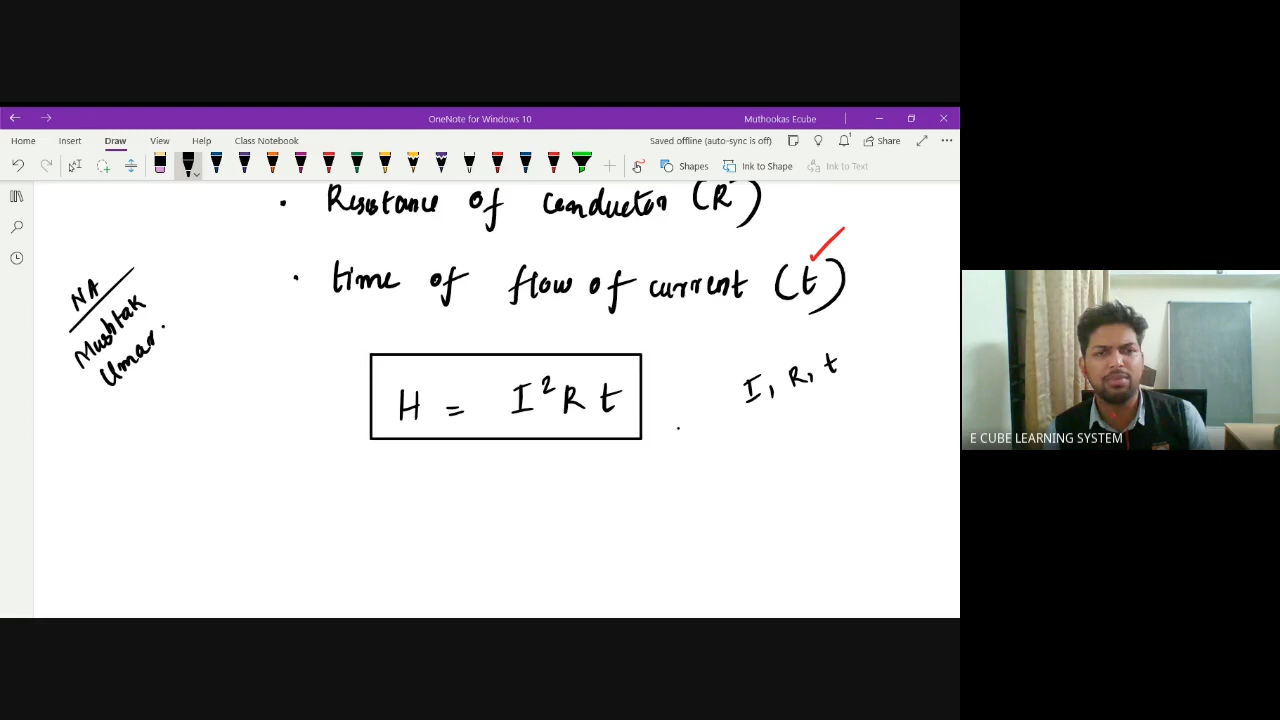 OneNote for Windows 10
Muthookas Ecube
Home Insert Draw View Help Class Notebook
Saved offline (auto-sync is off) Share
Shapes Ink to Shape Ink to Text
. Resistance of conductor (R)
. time of flow of current (t)
NA
Mushtak
Umar.
H = I² R t
I, R, t
E CUBE LEARNING SYSTEM